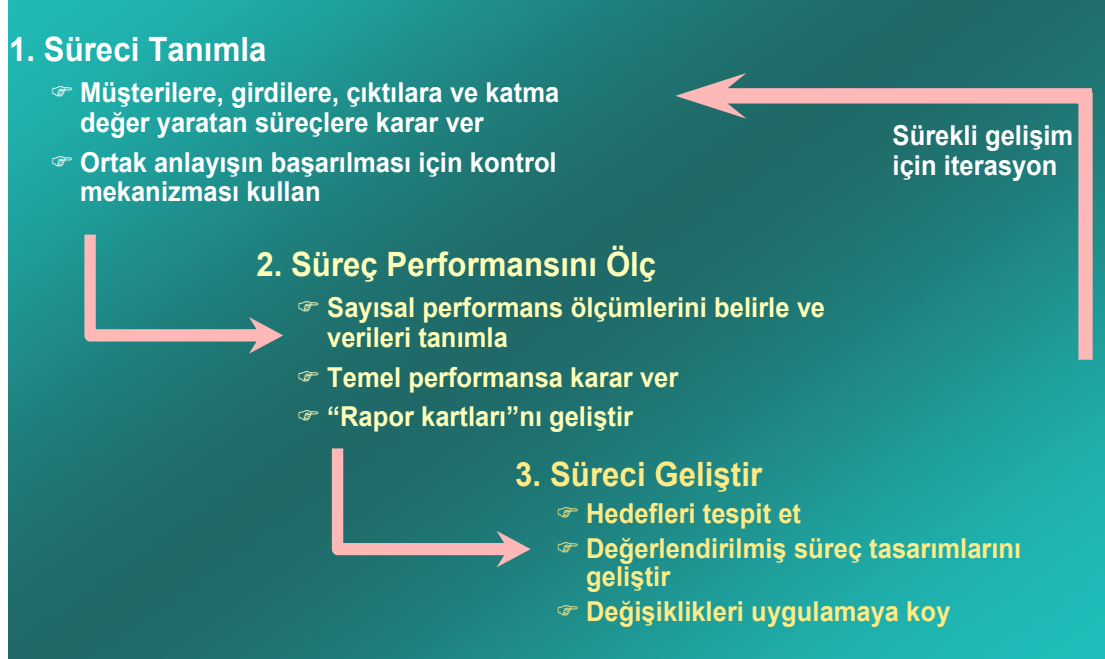 1. Süreci Tanımla
☞ Müşterilere, girdilere, çıktılara ve katma
değer yaratan süreçlere karar ver
☞ Ortak anlayışın başarılması için kontrol
mekanizması kullan
Sürekli gelişim
için iterasyon
2. Süreç Performansını Ölç
☞ Sayısal performans ölçümlerini belirle ve
verileri tanımla
☞ Temel performansa karar ver
☞ “Rapor kartları”nı geliştir
3. Süreci Geliştir
☞ Hedefleri tespit et
☞ Değerlendirilmiş süreç tasarımlarını
geliştir
☞ Değişiklikleri uygulamaya koy